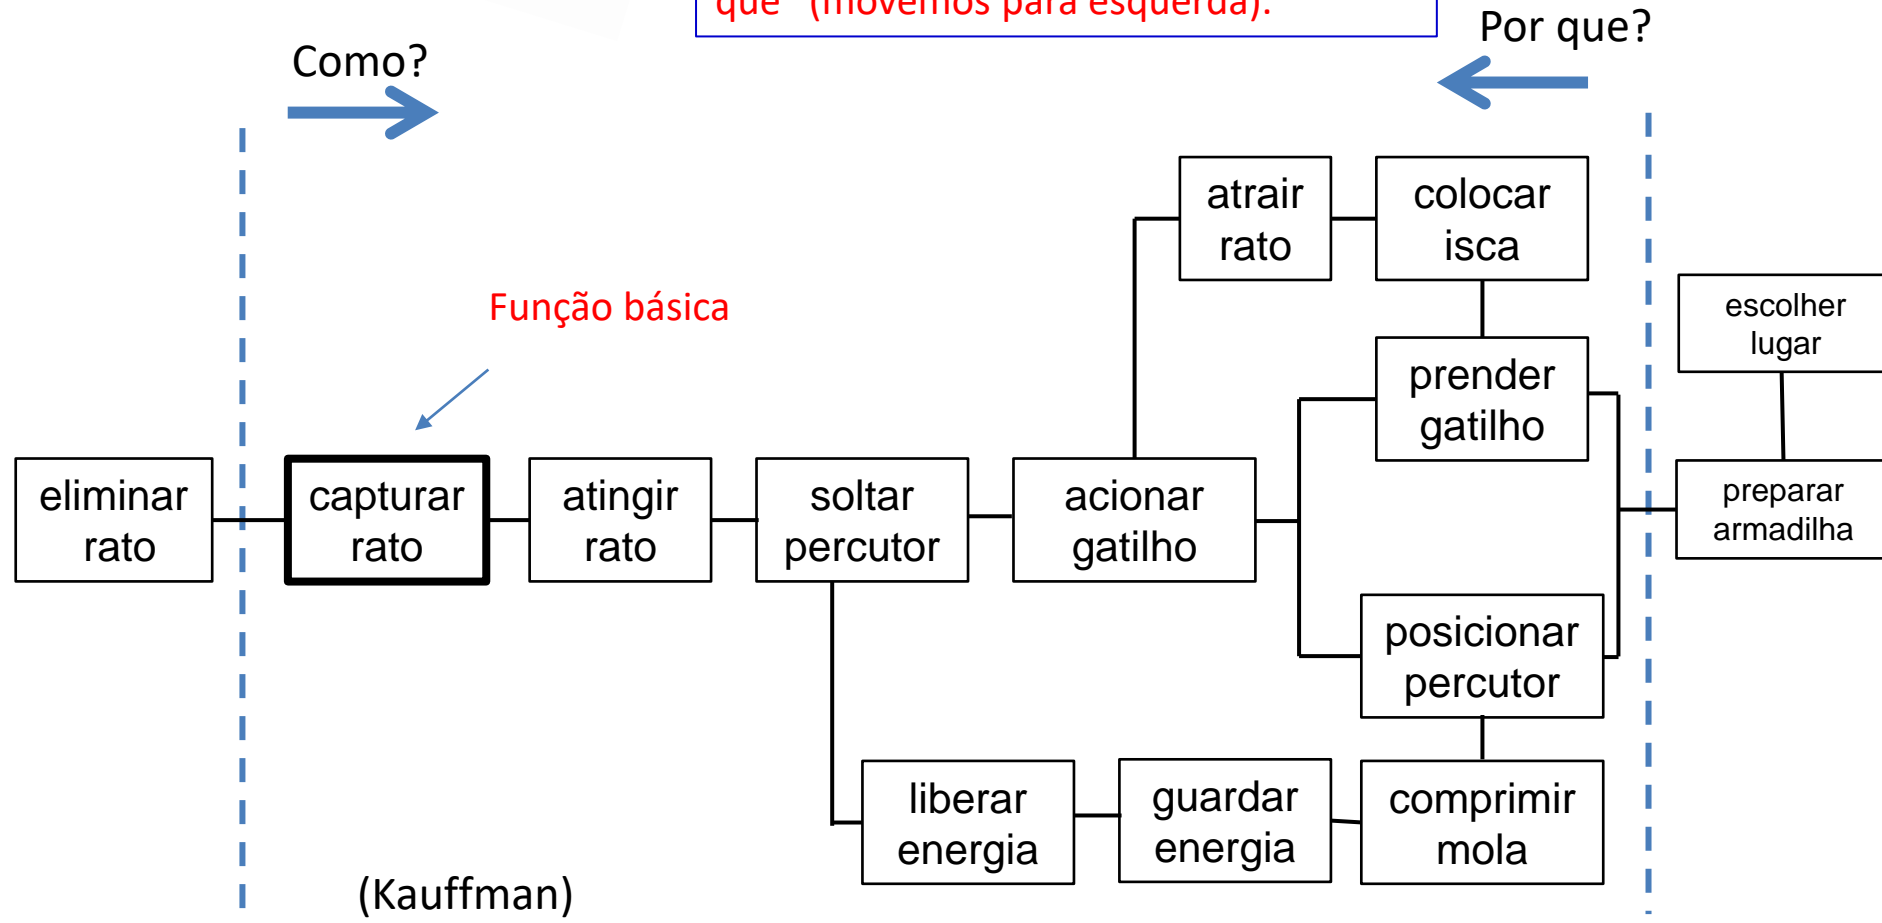 que" (movemos para esquerda).
Por que?
Como?
atrair
rato
colocar
isca
Função básica
escolher
lugar
prender
gatilho
eliminar
rato
capturar
rato
atingir
rato
soltar
percutor
acionar
gatilho
preparar
armadilha
posicionar
percutor
liberar
energia
guardar
energia
comprimir
mola
(Kauffman)